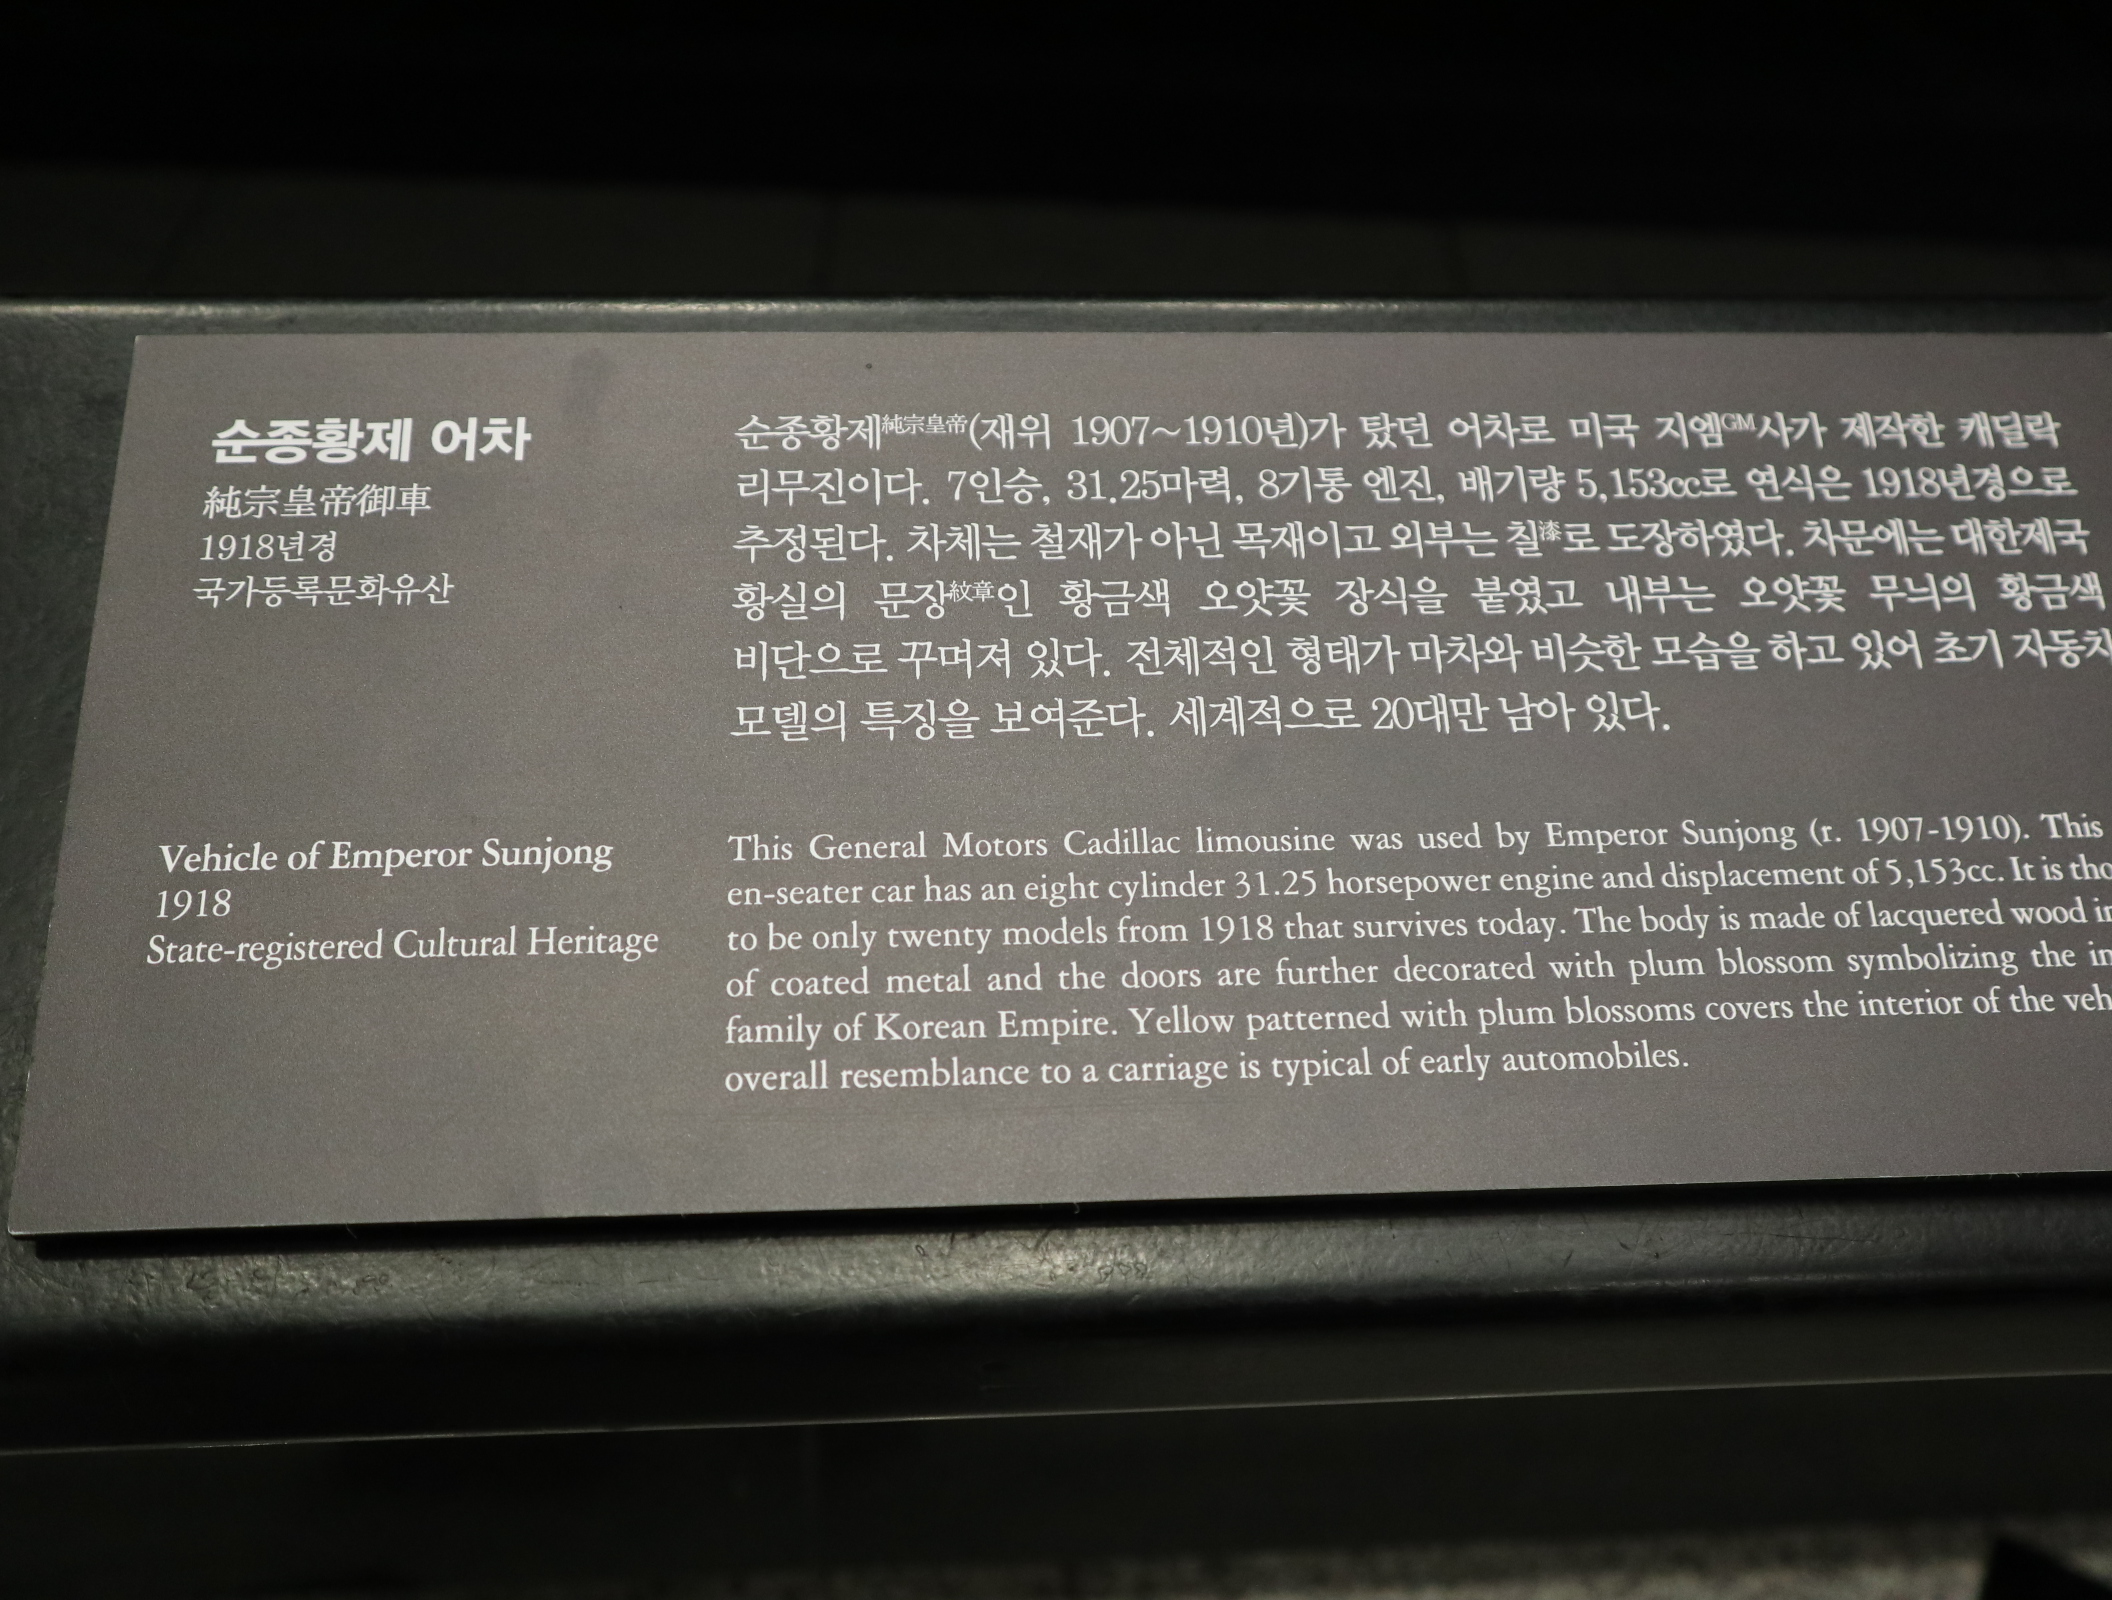 순종황제 어차
純宗皇帝御車
1918년경
국가등록문화유산
순종황제純宗皇帝(재위 1907~1910년)가 탔던 어차로 미국 지엠GM사가 제작한 캐딜락
리무진이다. 7인승, 31.25마력, 8기통 엔진, 배기량 5,153cc로 연식은 1918년경으로
추정된다. 차체는 철재가 아닌 목재이고 외부는 칠漆로 도장하였다. 차문에는 대한제국
황실의 문장紋章인 황금색 오얏꽃 장식을 붙였고 내부는 오얏꽃 무늬의 황금색
비단으로 꾸며져 있다. 전체적인 형태가 마차와 비슷한 모습을 하고 있어 초기 자동차
모델의 특징을 보여준다. 세계적으로 20대만 남아 있다.
Vehicle of Emperor Sunjong
1918
State-registered Cultural Heritage
This General Motors Cadillac limousine was used by Emperor Sunjong (r. 1907-1910). This
en-seater car has an eight cylinder 31.25 horsepower engine and displacement of 5,153cc. It is
to be only twenty models from 1918 that survives today. The body is made of lacquered wood
of coated metal and the doors are further decorated with plum blossom symbolizing the
family of Korean Empire. Yellow patterned with plum blossoms covers the interior of the
overall resemblance to a carriage is typical of early automobiles.